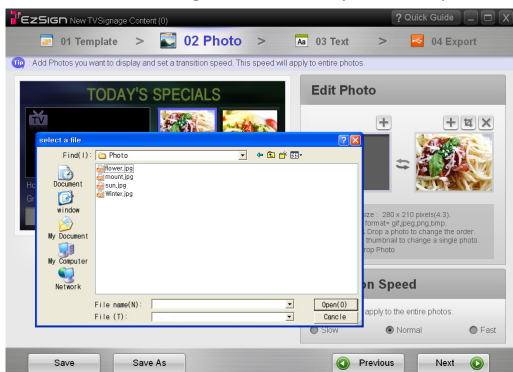 EZSIGN New TVSignage Content (0)
? Quick Guide
01 Template > 02 Photo > Aa 03 Text > 04 Export
Tip : Add Photos you want to display and set a transition speed. This speed will apply to entire photos.
TODAY'S SPECIALS
TV
Edit Photo
select a file
Find(I): Photo
flower.jpg
mount.jpg
sun.jpg
Winter.jpg
Document
window
My Document
My Computer
Network
File name(N):
Open(O)
File (T):
Cancle
size : 280 x 210 pixels(4:3).
format= gif,jpeg,png,bmp.
Drop a photo to change the order.
thumbnail to change a single photo.
rop Photo
on Speed
apply to the entire photos.
Slow Normal Fast
Save Save As Previous Next